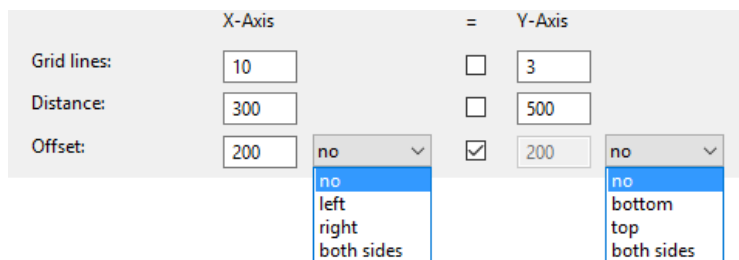 X-Axis = Y-Axis
Grid lines: 10 3
Distance: 300 500
Offset: 200 no 200 no
no no
left bottom
right top
both sides both sides